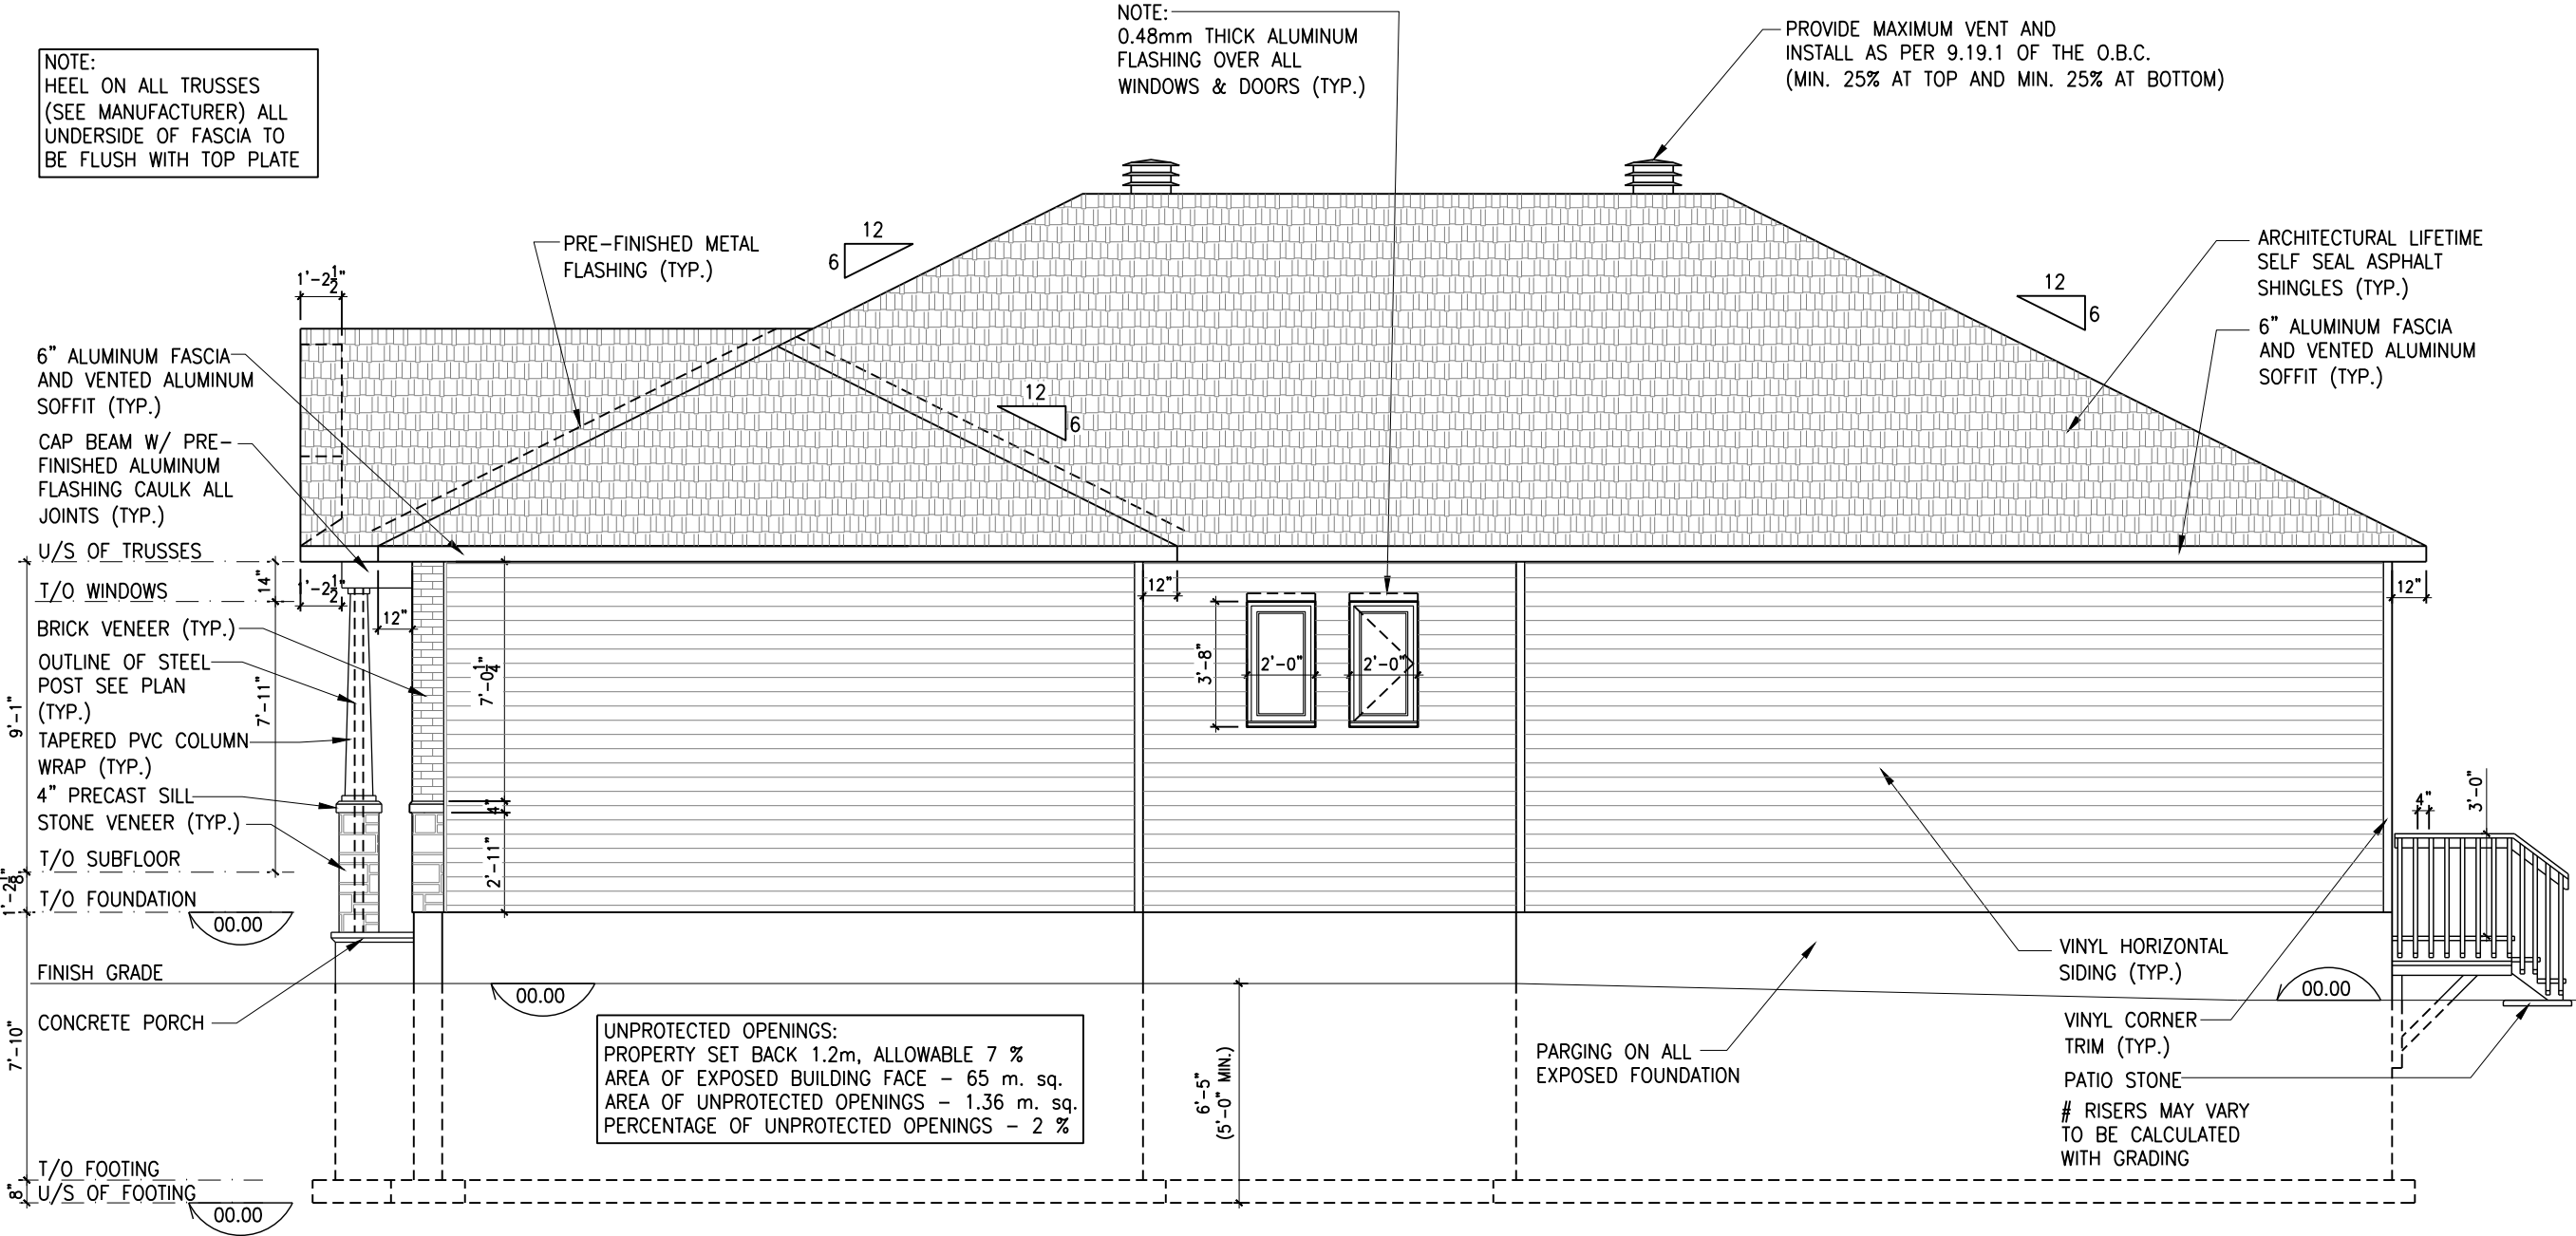 NOTE:
HEEL ON ALL TRUSSES
(SEE MANUFACTURER) ALL
UNDERSIDE OF FASCIA TO
BE FLUSH WITH TOP PLATE
NOTE:
0.48mm THICK ALUMINUM
FLASHING OVER ALL
WINDOWS & DOORS (TYP.)
PROVIDE MAXIMUM VENT AND
INSTALL AS PER 9.19.1 OF THE O.B.C.
(MIN. 25% AT TOP AND MIN. 25% AT BOTTOM)
PRE-FINISHED METAL
FLASHING (TYP.)
12
6
12
6
12
6
ARCHITECTURAL LIFETIME
SELF SEAL ASPHALT
SHINGLES (TYP.)
6" ALUMINUM FASCIA
AND VENTED ALUMINUM
SOFFIT (TYP.)
1'-2 1/2"
6" ALUMINUM FASCIA
AND VENTED ALUMINUM
SOFFIT (TYP.)
CAP BEAM W/ PRE-
FINISHED ALUMINUM
FLASHING CAULK ALL
JOINTS (TYP.)
U/S OF TRUSSES
T/O WINDOWS
BRICK VENEER (TYP.)
OUTLINE OF STEEL
POST SEE PLAN
(TYP.)
TAPERED PVC COLUMN
WRAP (TYP.)
4" PRECAST SILL
STONE VENEER (TYP.)
T/O SUBFLOOR
T/O FOUNDATION
00.00
FINISH GRADE
CONCRETE PORCH
T/O FOOTING
U/S OF FOOTING
00.00
9'-1"
1'-2 1/8"
7'-10"
8"
14"
7'-11"
1'-2 1/2"
12"
7'-0 1/4"
4"
2'-11"
12"
3'-8"
2'-0"
2'-0"
12"
4"
3'-0"
00.00
UNPROTECTED OPENINGS:
PROPERTY SET BACK 1.2m, ALLOWABLE 7 %
AREA OF EXPOSED BUILDING FACE - 65 m. sq.
AREA OF UNPROTECTED OPENINGS - 1.36 m. sq.
PERCENTAGE OF UNPROTECTED OPENINGS - 2 %
6'-5"
(5'-0" MIN.)
PARGING ON ALL
EXPOSED FOUNDATION
VINYL HORIZONTAL
SIDING (TYP.)
00.00
VINYL CORNER
TRIM (TYP.)
PATIO STONE
# RISERS MAY VARY
TO BE CALCULATED
WITH GRADING